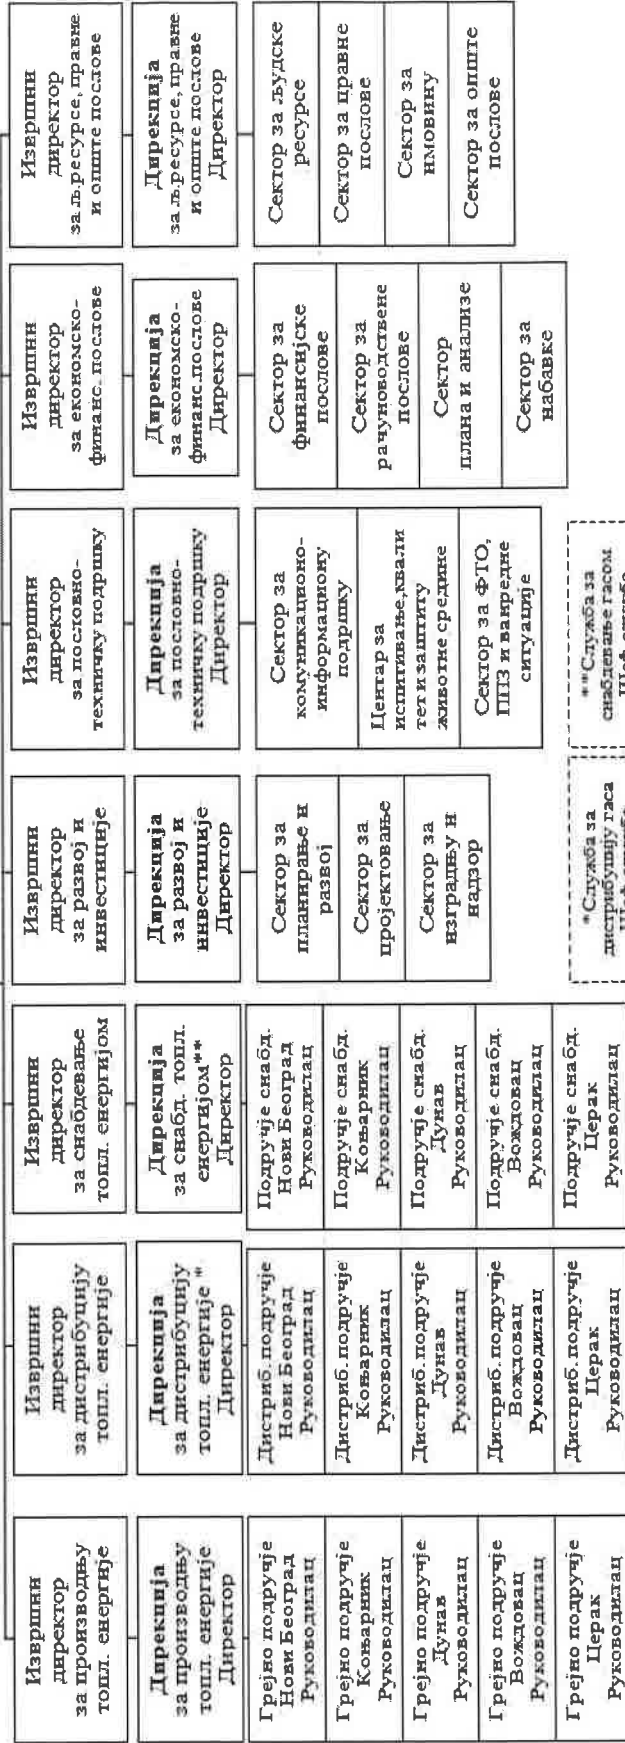 Извршни
директор
за производњу
топл. енергије
Дирекција
за производњу
топл. енергије
Директор
Грејно подручје
Нови Београд
Руководилац
Грејно подручје
Коњарник
Руководилац
Грејно подручје
Дунав
Руководилац
Грејно подручје
Вождовац
Руководилац
Грејно подручје
Церак
Руководилац
Извршни
директор
за дистрибуцију
топл. енергије
Дирекција
за дистрибуцију
топл. енергије *
Директор
Дистриб. подручје
Нови Београд
Руководилац
Дистриб. подручје
Коњарник
Руководилац
Дистриб. подручје
Дунав
Руководилац
Дистриб. подручје
Вождовац
Руководилац
Дистриб. подручје
Церак
Руководилац
Извршни
директор
за снабдевање
топл. енергијом
Дирекција
за снабд. топл.
енергијом**
Директор
Подручје снабд.
Нови Београд
Руководилац
Подручје снабд.
Коњарник
Руководилац
Подручје снабд.
Дунав
Руководилац
Подручје снабд.
Вождовац
Руководилац
Подручје снабд.
Церак
Руководилац
Извршни
директор
за развој и
инвестиције
Дирекција
за развој и
инвестиције
Директор
Сектор за
планирање и
развој
Сектор за
пројектовање
Сектор за
изградњу и
надзор
*Служба за
дистрибуцију гаса
Извршни
директор
за пословно-
техничку подршку
Дирекција
за пословно-
техничку подршку
Директор
Сектор за
комуникационо-
информациону
подршку
Центар за
испитивање,квали
тет и заштиту
животне средине
Сектор за ФТО,
ППЗ и ванредне
ситуације
**Служба за
снабдевање гасом
Извршни
директор
за економско-
финанс. послове
Дирекција
за економско-
финанс.послове
Директор
Сектор за
финансијске
послове
Сектор за
рачуноводствене
послове
Сектор
плана и анализе
Сектор за
набавке
Извршни
директор
за љ.ресурсе, правне
и опште послове
Дирекција
за љ.ресурсе, правне
и опште послове
Директор
Сектор за људске
ресурсе
Сектор за правне
послове
Сектор за
имовину
Сектор за опште
послове